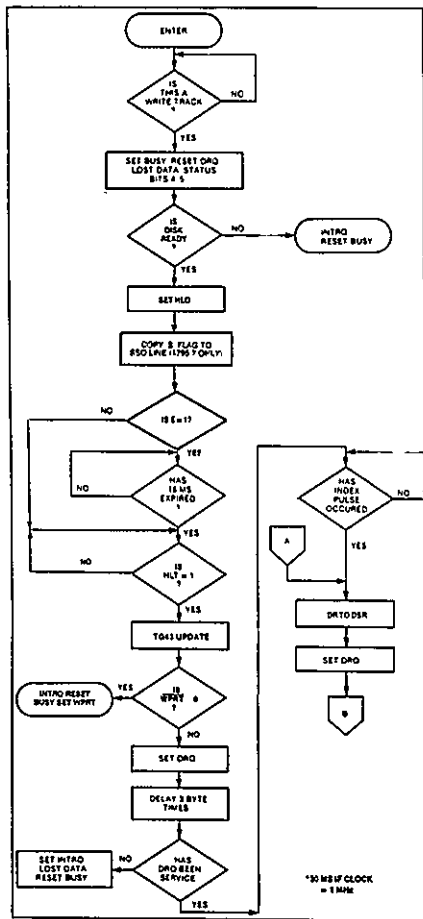 ENTER
IS
THIS A
WRITE TRACK
?
NO
YES
SET BUSY RESET DRQ
LOST DATA STATUS
BITS 4 5
IS
DISK
READY
?
NO
INTRQ
RESET BUSY
YES
SET HLD
COPY S FLAG TO
SSO LINE (1795 7 ONLY)
IS E = 1?
NO
YES
HAS
15 MS
EXPIRED
?
NO
YES
IS
HLT = 1
?
NO
YES
TG43 UPDATE
IS
WPRT = 0
?
YES
INTRQ RESET
BUSY SET WPRT
NO
SET DRQ
DELAY 3 BYTE
TIMES
HAS
DRQ BEEN
SERVICE
NO
SET INTRQ
LOST DATA
RESET BUSY
YES
HAS
INDEX
PULSE
OCCURED
NO
YES
A
DR TO DSR
SET DRQ
B
*30 MS IF CLOCK
= 1 MHz